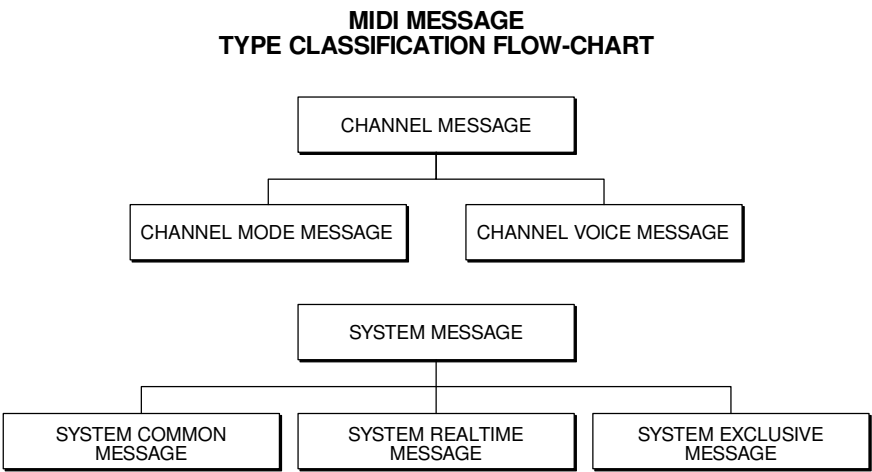 MIDI MESSAGE
TYPE CLASSIFICATION FLOW-CHART
CHANNEL MESSAGE
CHANNEL MODE MESSAGE
CHANNEL VOICE MESSAGE
SYSTEM MESSAGE
SYSTEM COMMON
MESSAGE
SYSTEM REALTIME
MESSAGE
SYSTEM EXCLUSIVE
MESSAGE